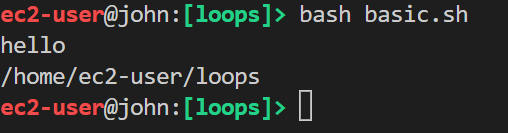 ec2-user@john:[loops]> bash basic.sh
hello
/home/ec2-user/loops
ec2-user@john:[loops]>